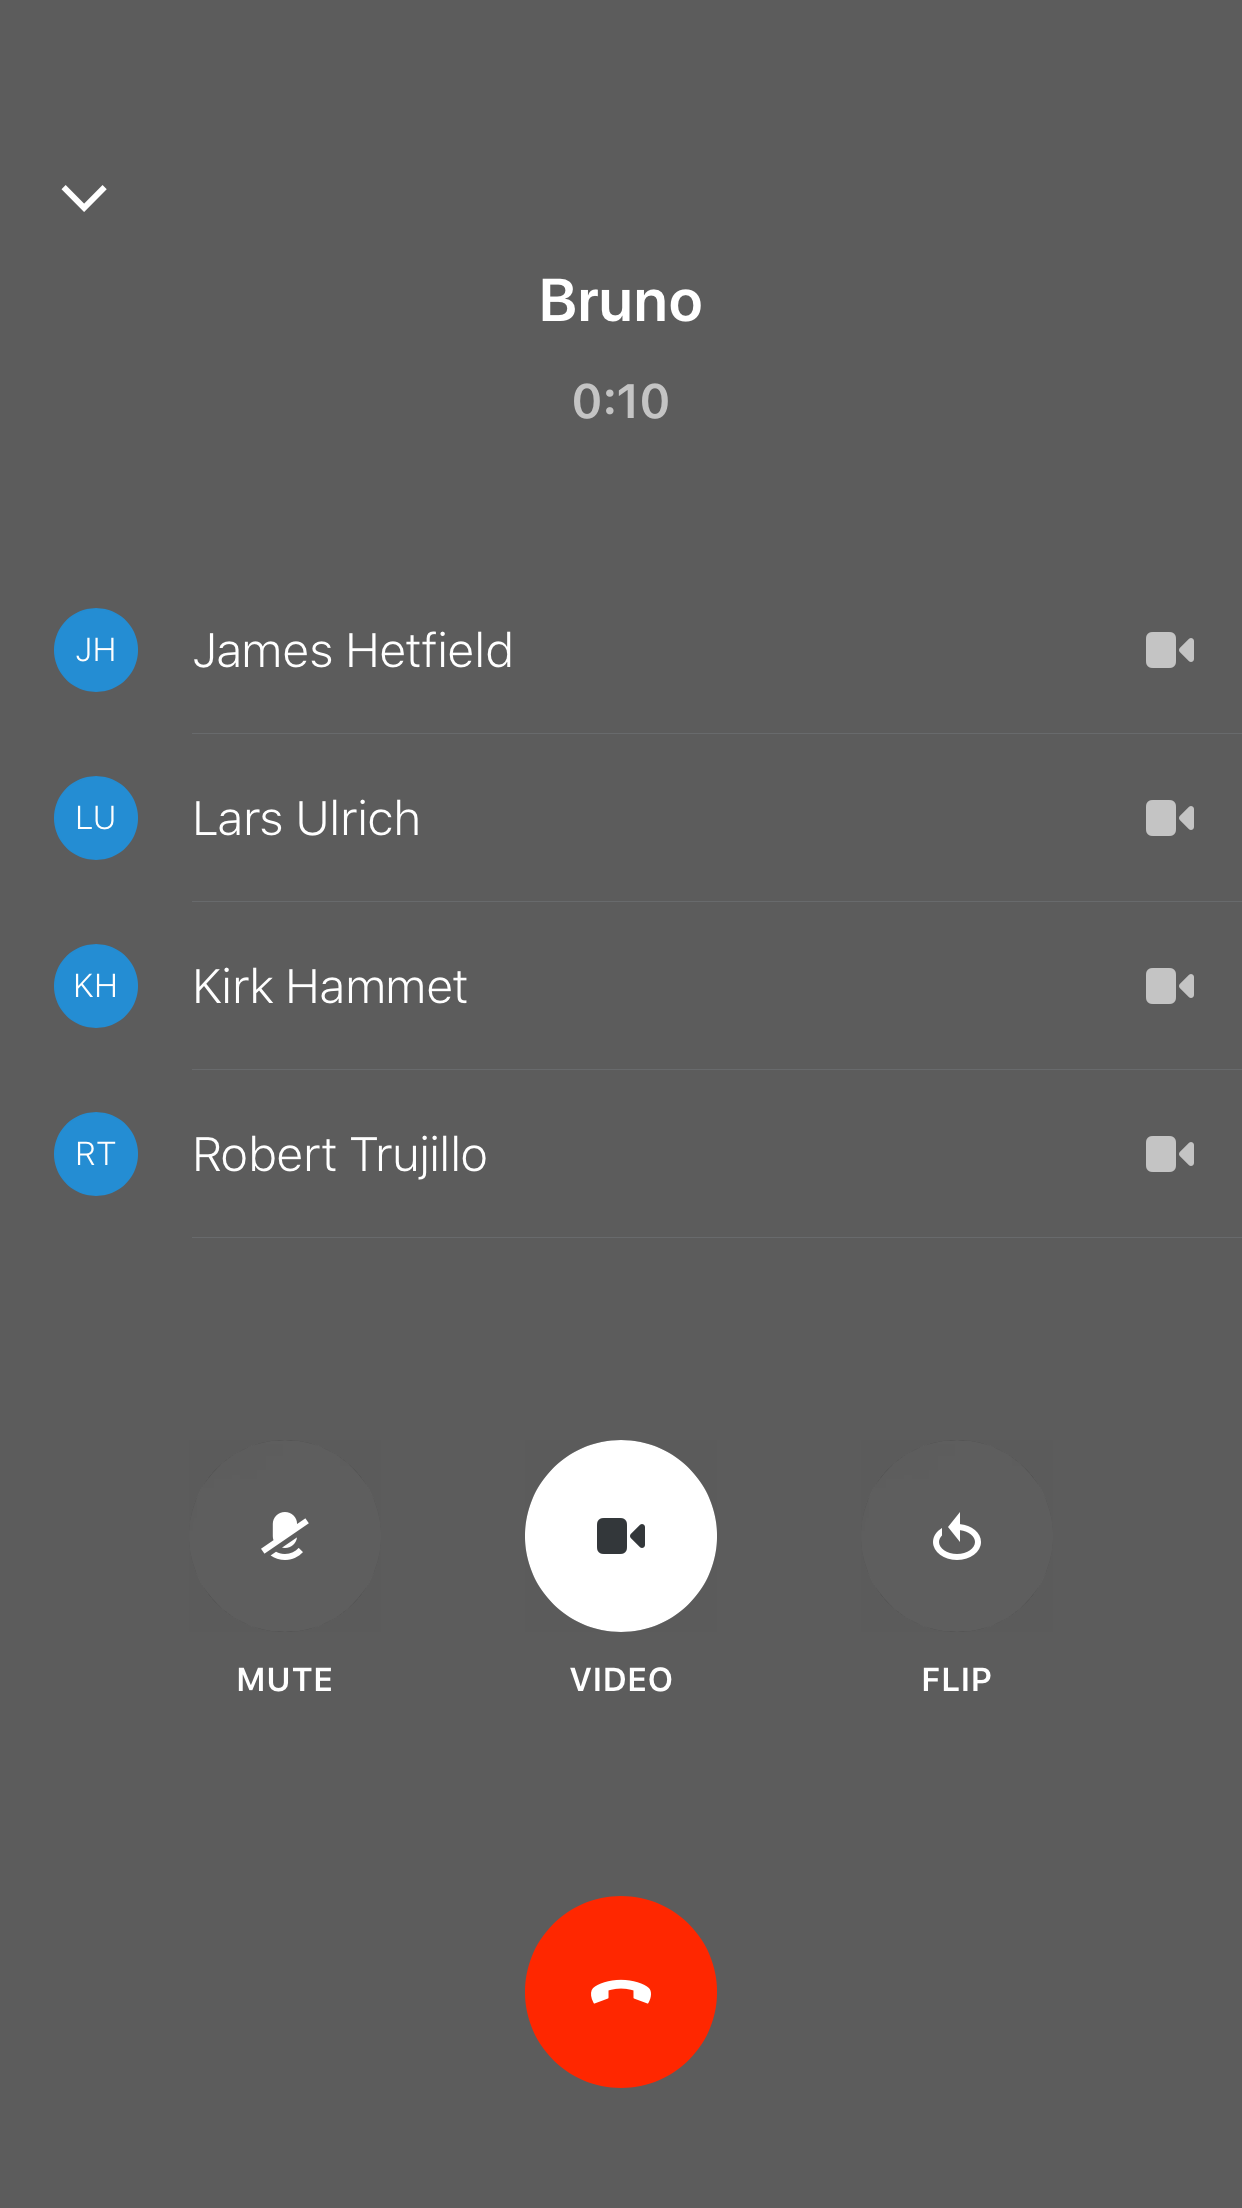 Bruno
0:10
JH James Hetfield
LU Lars Ulrich
KH Kirk Hammet
RT Robert Trujillo
MUTE VIDEO FLIP